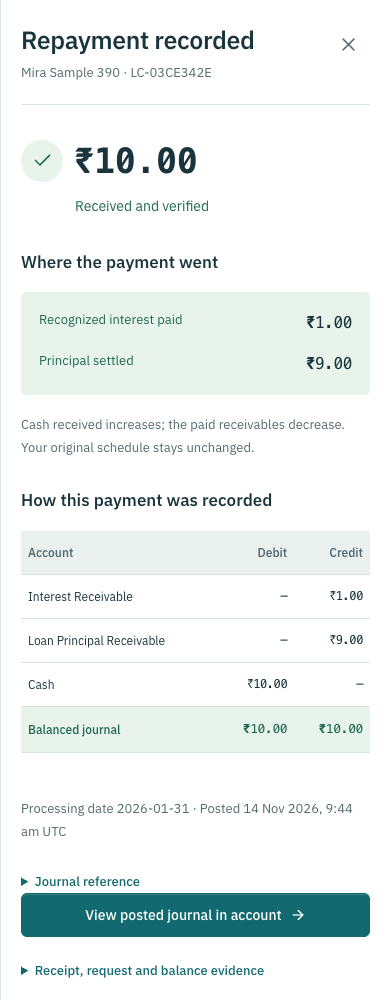 Repayment recorded
Mira Sample 390 · LC-03CE342E
₹10.00
Received and verified
Where the payment went
Recognized interest paid ₹1.00
Principal settled ₹9.00
Cash received increases; the paid receivables decrease.
Your original schedule stays unchanged.
How this payment was recorded
Account Debit Credit
Interest Receivable — ₹1.00
Loan Principal Receivable — ₹9.00
Cash ₹10.00 —
Balanced journal ₹10.00 ₹10.00
Processing date 2026-01-31 · Posted 14 Nov 2026, 9:44
am UTC
Journal reference
View posted journal in account →
Receipt, request and balance evidence